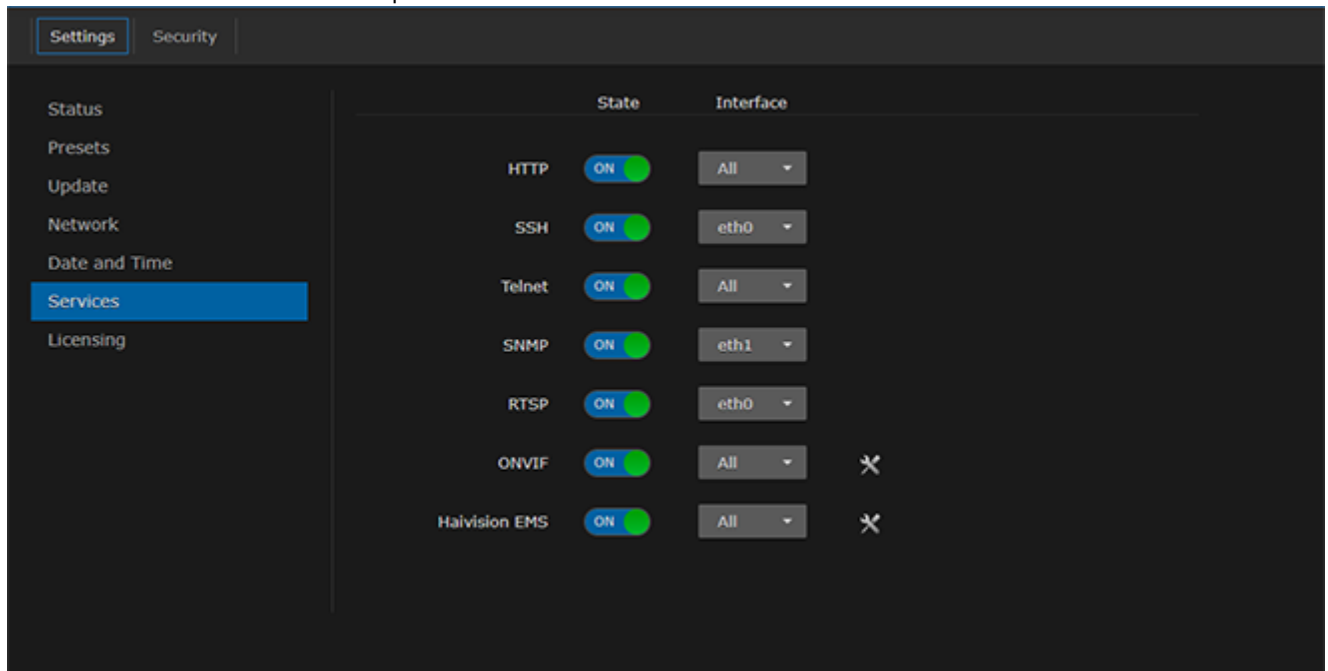 Settings Security
Status
Presets
Update
Network
Date and Time
Services
Licensing
State Interface
HTTP ON All
SSH ON eth0
Telnet ON All
SNMP ON eth1
RTSP ON eth0
ONVIF ON All
Haivision EMS ON All